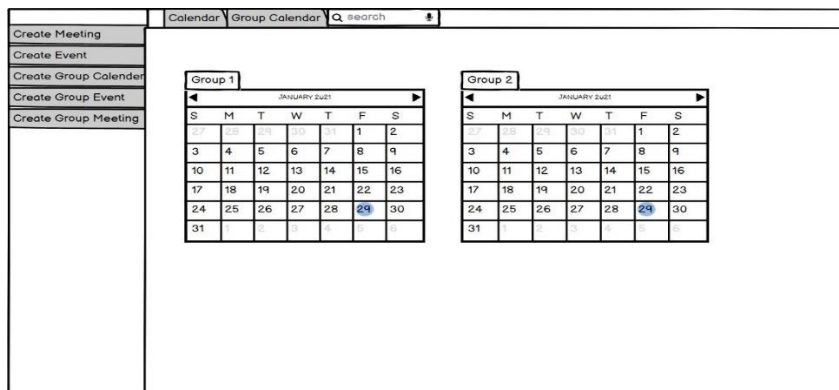 Calendar Group Calendar search
Create Meeting
Create Event
Create Group Calender
Create Group Event
Create Group Meeting
Group 1
JANUARY 2021
S M T W T F S
27 28 29 30 31 1 2
3 4 5 6 7 8 9
10 11 12 13 14 15 16
17 18 19 20 21 22 23
24 25 26 27 28 29 30
31 1 2 3 4 5 6
Group 2
JANUARY 2021
S M T W T F S
27 28 29 30 31 1 2
3 4 5 6 7 8 9
10 11 12 13 14 15 16
17 18 19 20 21 22 23
24 25 26 27 28 29 30
31 1 2 3 4 5 6